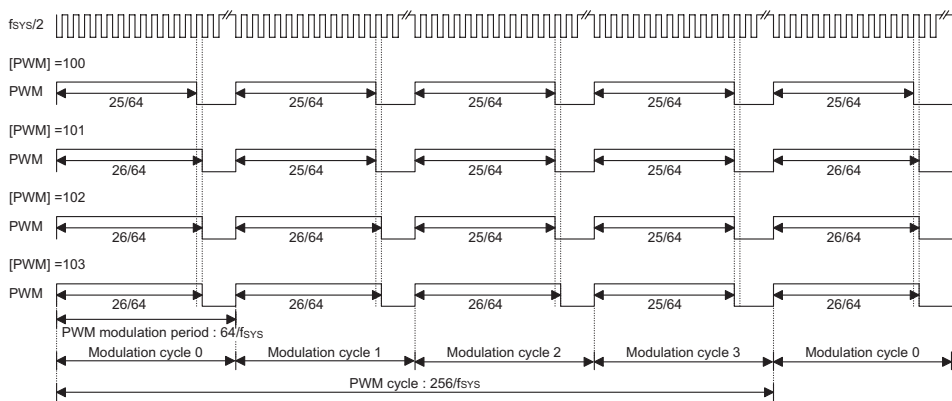 fSYS/2
[PWM] =100
PWM
25/64 25/64 25/64 25/64 25/64
[PWM] =101
PWM
26/64 25/64 25/64 25/64 26/64
[PWM] =102
PWM
26/64 26/64 25/64 25/64 26/64
[PWM] =103
PWM
26/64 26/64 26/64 25/64 26/64
PWM modulation period : 64/fSYS
Modulation cycle 0 Modulation cycle 1 Modulation cycle 2 Modulation cycle 3 Modulation cycle 0
PWM cycle : 256/fSYS